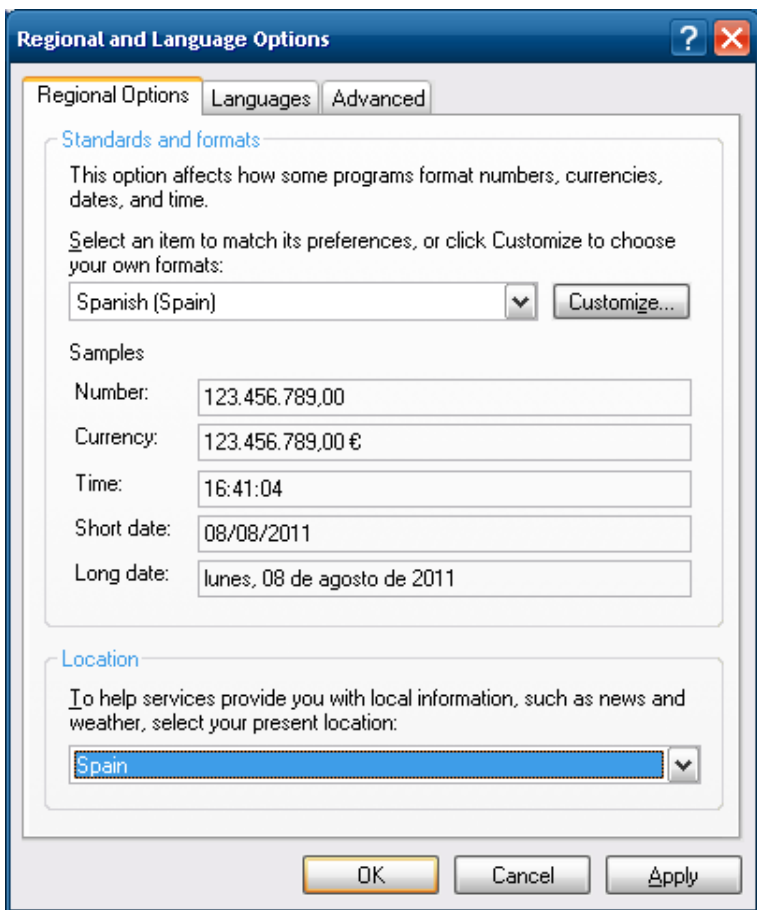 Regional and Language Options
Regional Options Languages Advanced
Standards and formats
This option affects how some programs format numbers, currencies,
dates, and time.
Select an item to match its preferences, or click Customize to choose
your own formats:
Spanish (Spain) Customize...
Samples
Number: 123.456.789,00
Currency: 123.456.789,00 €
Time: 16:41:04
Short date: 08/08/2011
Long date: lunes, 08 de agosto de 2011
Location
To help services provide you with local information, such as news and
weather, select your present location:
Spain
OK Cancel Apply